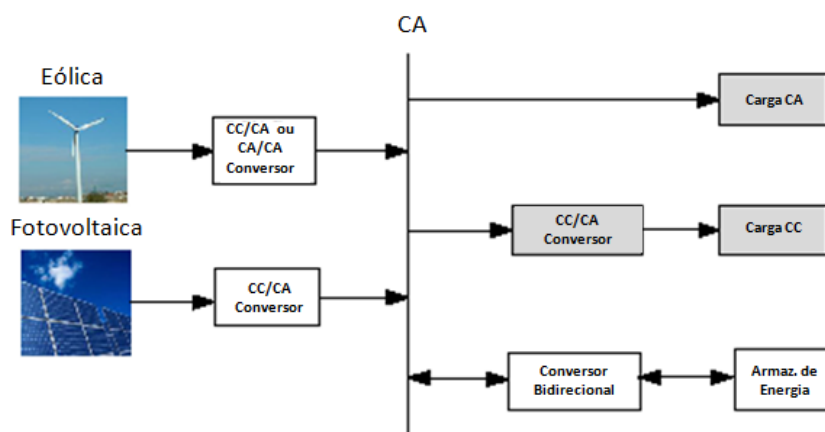 CA
Eólica
CC/CA ou
CA/CA
Conversor
Fotovoltaica
CC/CA
Conversor
Carga CA
CC/CA
Conversor
Carga CC
Conversor
Bidirecional
Armaz. de
Energia